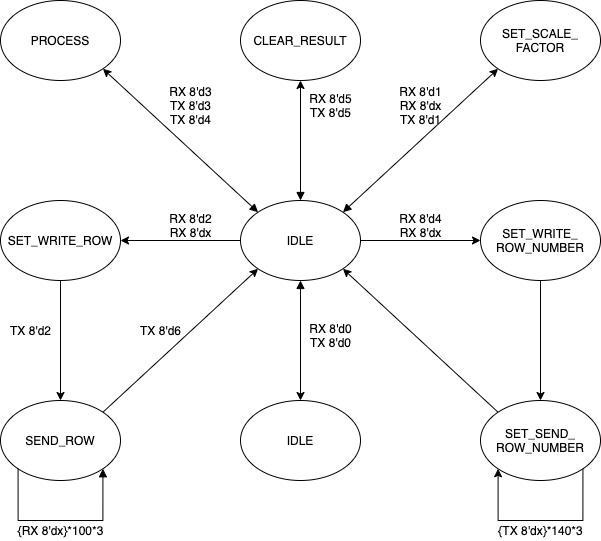 PROCESS
CLEAR_RESULT
SET_SCALE_
FACTOR
RX 8'd3
TX 8'd3
TX 8'd4
RX 8'd5
TX 8'd5
RX 8'd1
RX 8'dx
TX 8'd1
SET_WRITE_ROW
RX 8'd2
RX 8'dx
IDLE
RX 8'd4
RX 8'dx
SET_WRITE_
ROW_NUMBER
TX 8'd2
TX 8'd6
RX 8'd0
TX 8'd0
SEND_ROW
IDLE
SET_SEND_
ROW_NUMBER
{RX 8'dx}*100*3
{TX 8'dx}*140*3